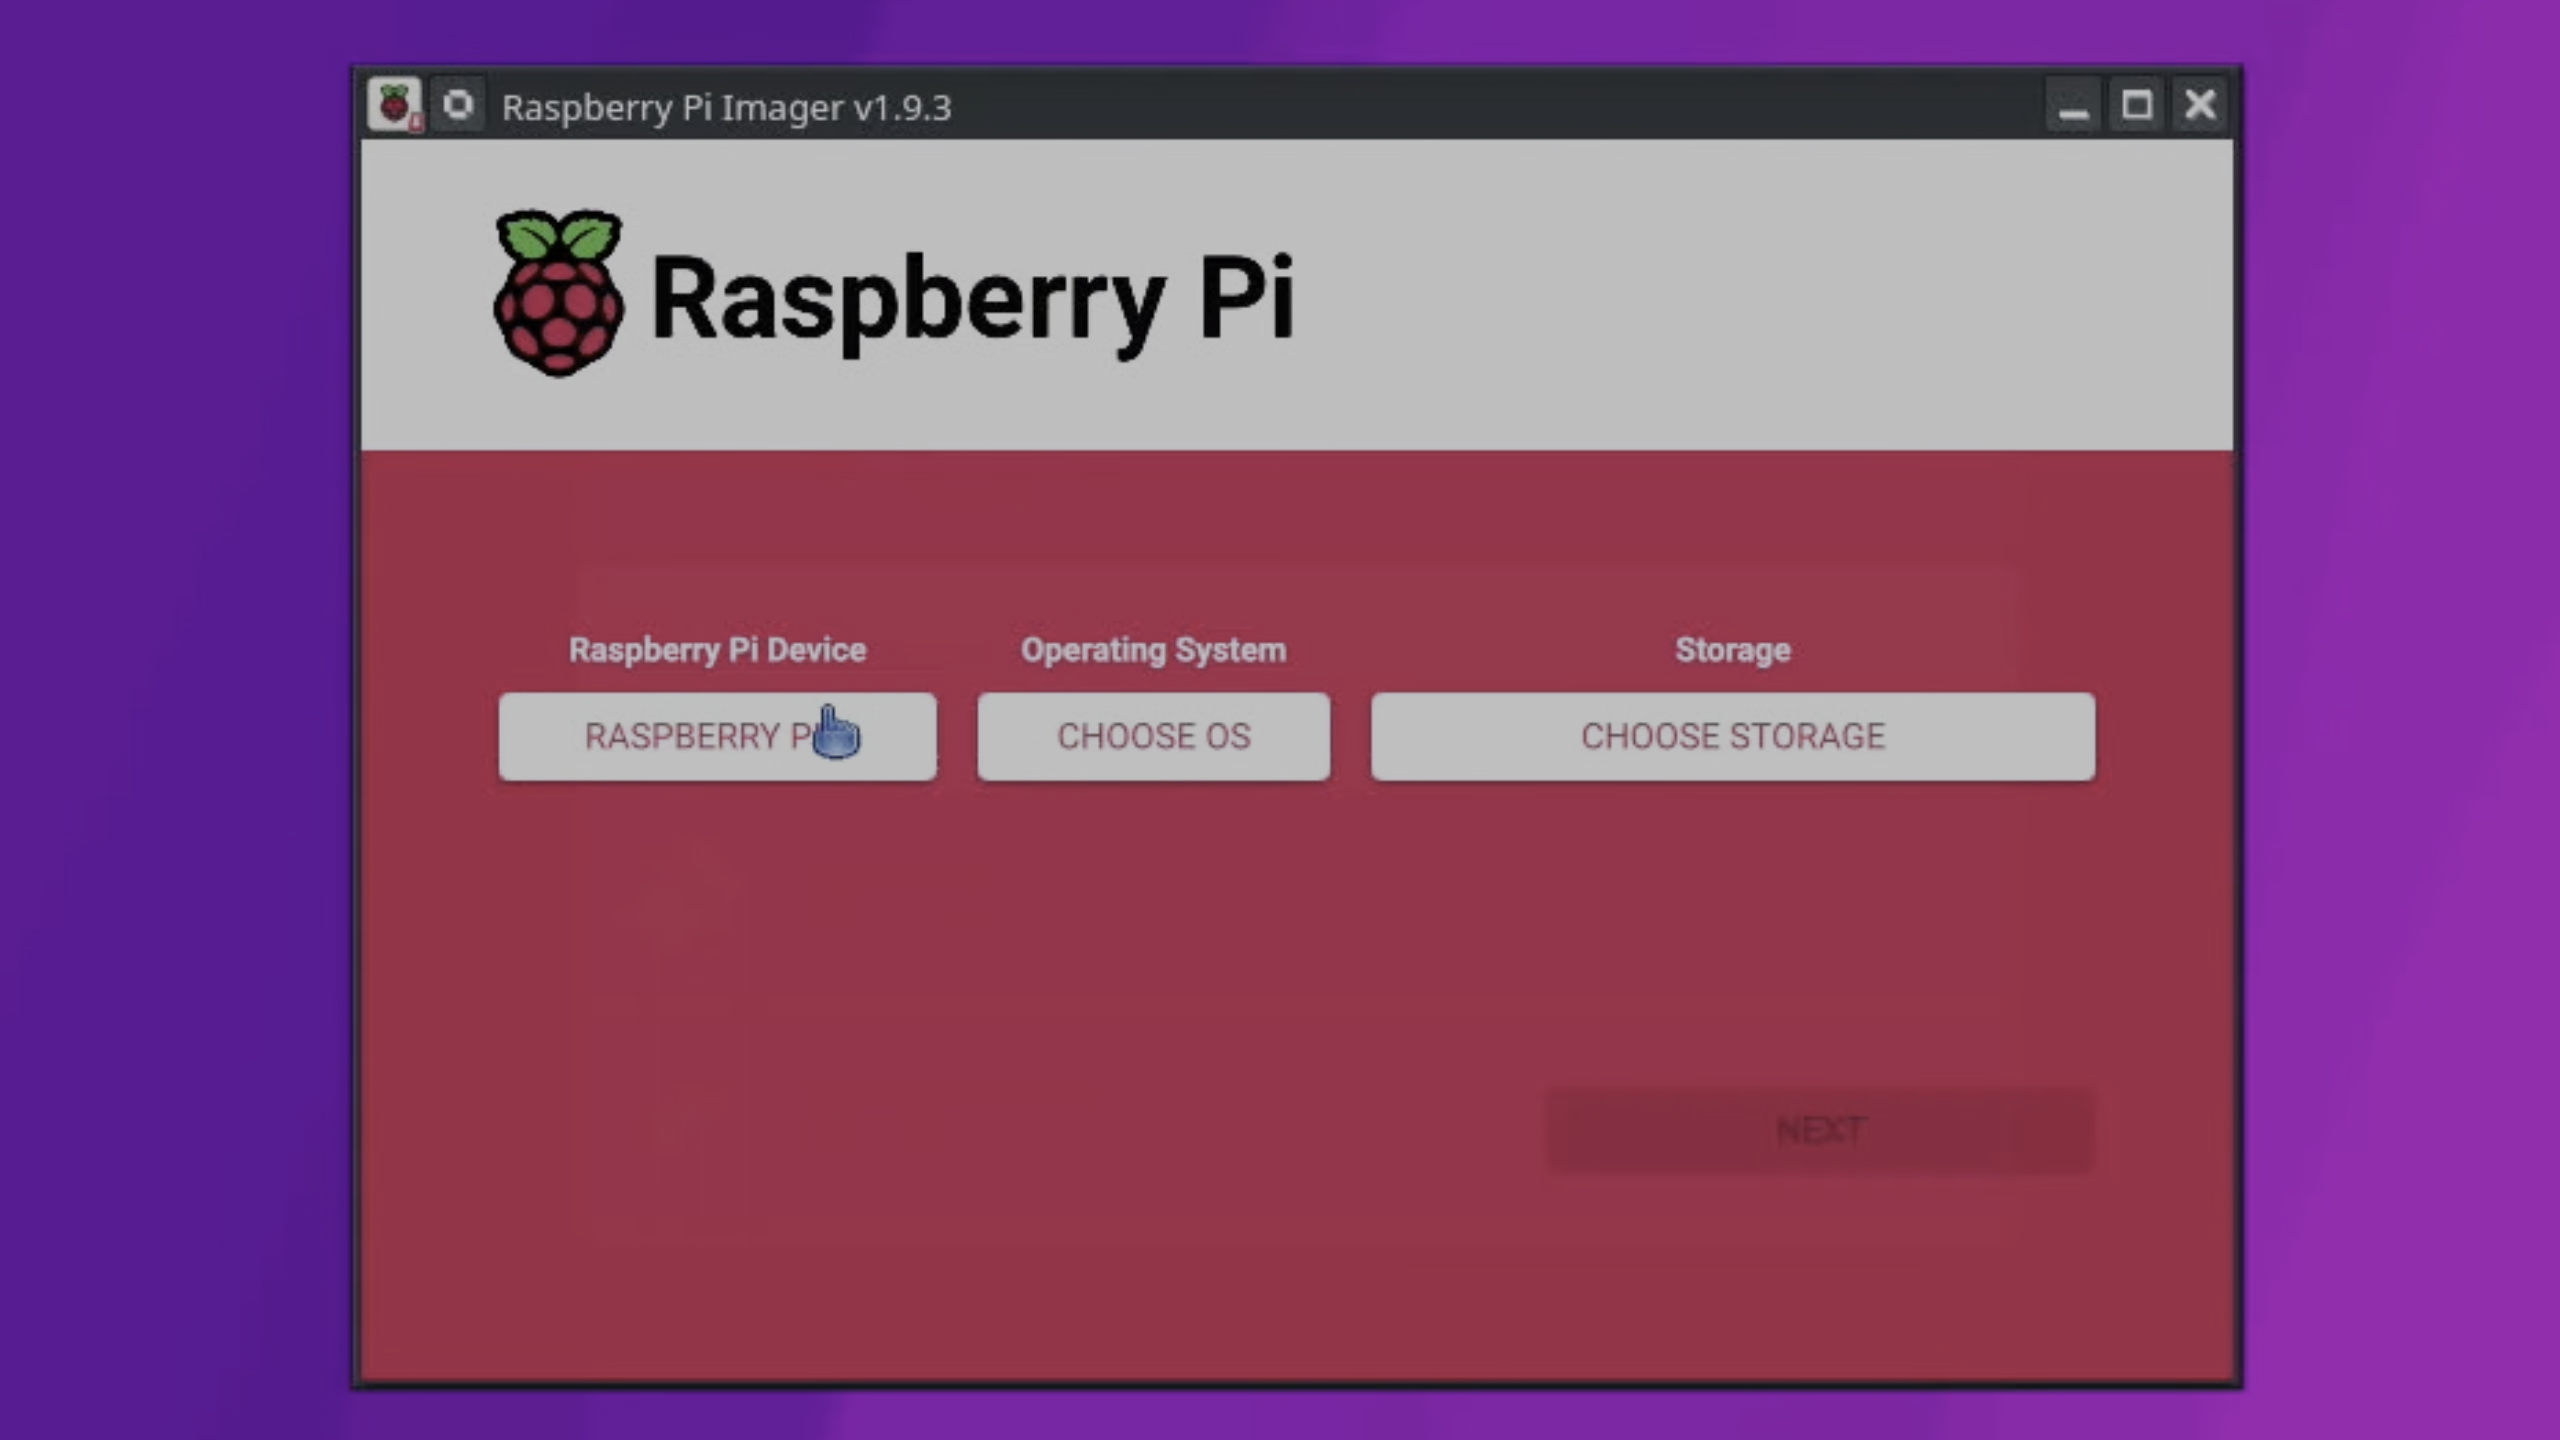 Raspberry Pi Imager v1.9.3
Raspberry Pi
Raspberry Pi Device
Operating System
Storage
RASPBERRY
CHOOSE OS
CHOOSE STORAGE
NEXT